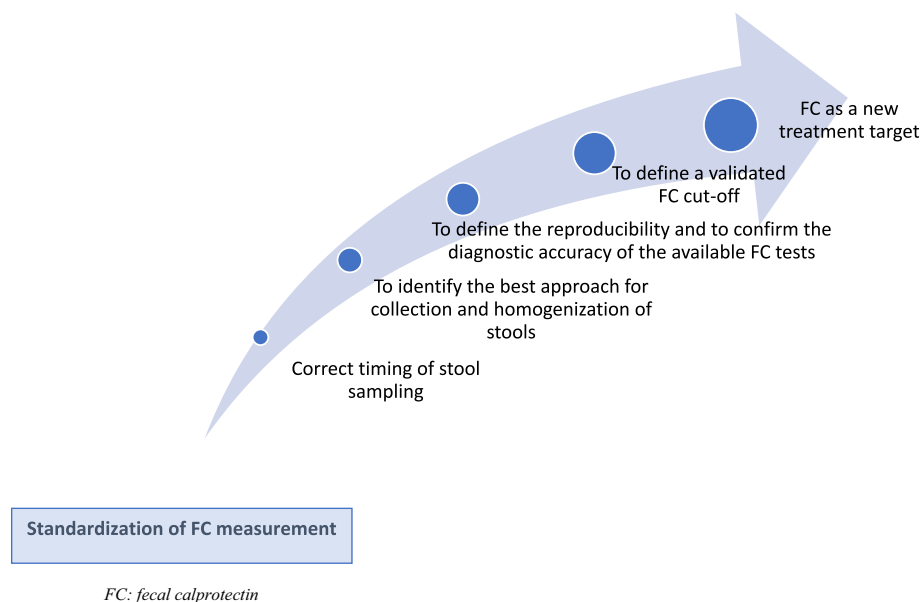 FC as a new
treatment target
To define a validated
FC cut-off
To define the reproducibility and to confirm the
diagnostic accuracy of the available FC tests
To identify the best approach for
collection and homogenization of
stools
Correct timing of stool
sampling
Standardization of FC measurement
FC: fecal calprotectin